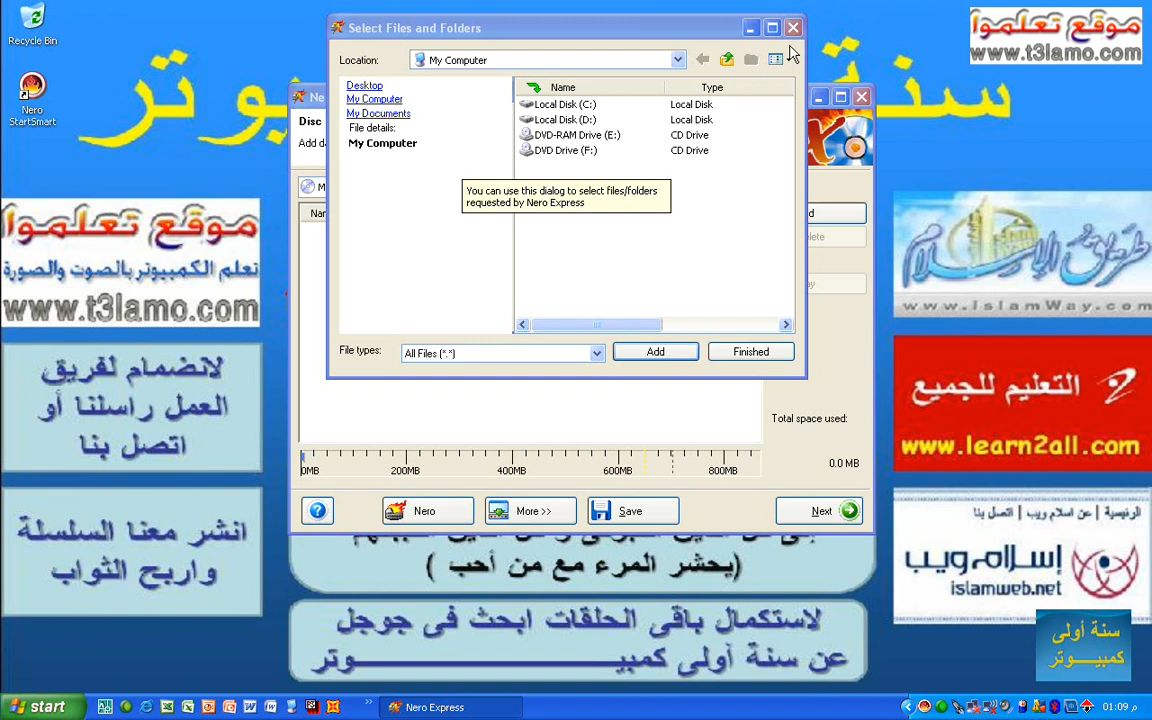 Recycle Bin
Nero
StartSmart
Select Files and Folders
Location:
My Computer
Desktop
My Computer
My Documents
File details:
My Computer
Name
Type
Local Disk (C:)
Local Disk
Local Disk (D:)
Local Disk
DVD-RAM Drive (E:)
CD Drive
DVD Drive (F:)
CD Drive
You can use this dialog to select files/folders
requested by Nero Express
File types:
All Files (*.*)
Add
Finished
Disc
Total space used:
0.0 MB
0MB
200MB
400MB
600MB
800MB
Nero
More >>
Save
Next
موقع تعلموا
www.t3lamo.com
موقع تعلموا
تعلم الكمبيوتر بالصوت والصورة
www.t3lamo.com
لانضمام لفريق
العمل راسلنا أو
اتصل بنا
انشر معنا السلسلة
واربح الثواب
(يحشر المرء مع من أحب )
لاستكمال باقى الحلقات ابحث فى جوجل
عن سنة أولى كمبيـــــــــــــــوتر
طريق الإسلام
www.islamway.com
التعليم للجميع
www.learn2all.com
الرئيسية | عن اسلام ويب | اتصل بنا
إسلام ويب
islamweb.net
سنة أولى
كمبيـــوتر
start
Nero Express
01:09 م